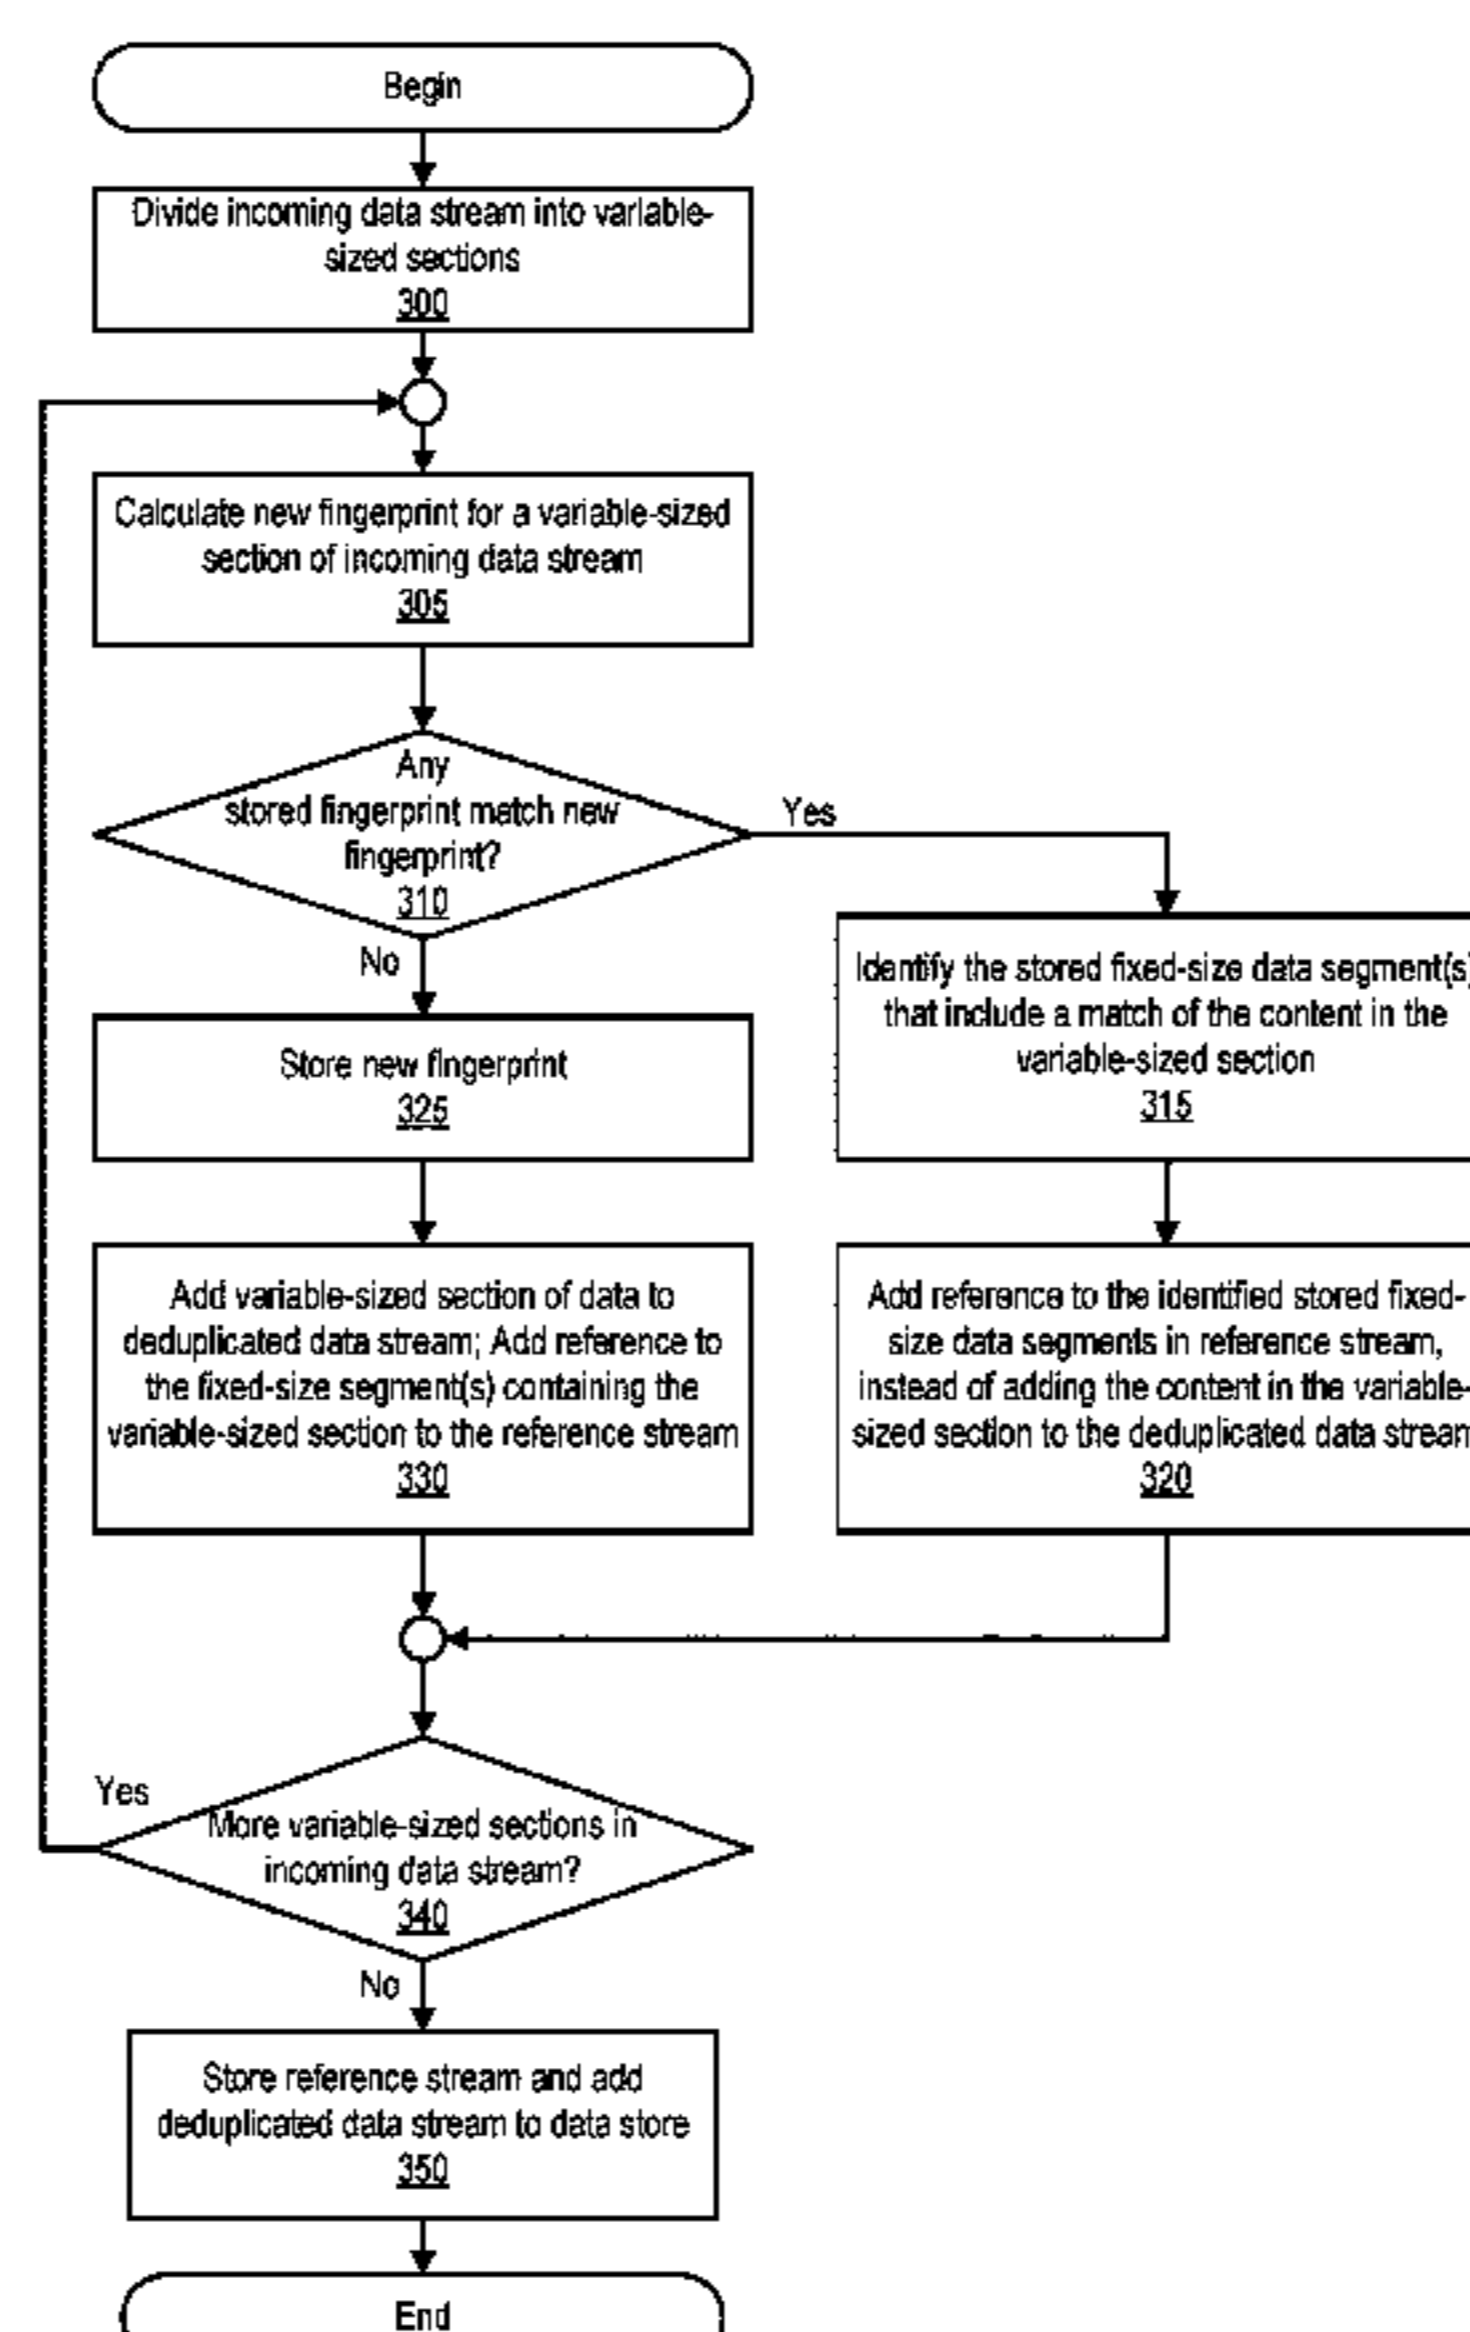 Begin
Divide incoming data stream into variable-
sized sections
300
Calculate new fingerprint for a variable-sized
section of incoming data stream
305
Any
stored fingerprint match new
fingerprint?
310
Yes
No
Identify the stored fixed-size data segment(s)
that include a match of the content in the
variable-sized section
315
Store new fingerprint
325
Add variable-sized section of data to
deduplicated data stream; Add reference to
the fixed-size segment(s) containing the
variable-sized section to the reference stream
330
Add reference to the identified stored fixed-
size data segments in reference stream,
instead of adding the content in the variable-
sized section to the deduplicated data stream
320
Yes
More variable-sized sections in
incoming data stream?
340
No
Store reference stream and add
deduplicated data stream to data store
350
End